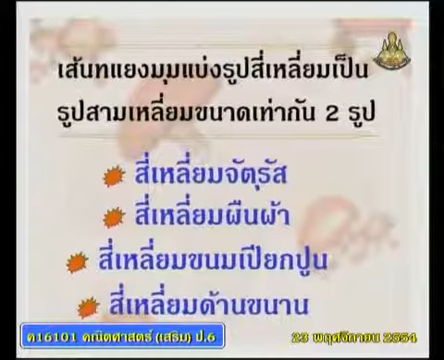 เส้นทแยงมุมแบ่งรูปสี่เหลี่ยมเป็น
รูปสามเหลี่ยมขนาดเท่ากัน 2 รูป
สี่เหลี่ยมจัตุรัส
สี่เหลี่ยมผืนผ้า
สี่เหลี่ยมขนมเปียกปูน
สี่เหลี่ยมด้านขนาน
ค16101 คณิตศาสตร์ (เสริม) ป.6
23 พฤศจิกายน 2554